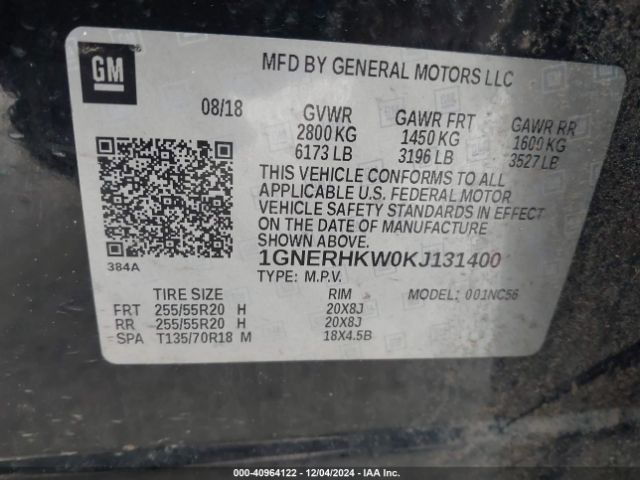 GM
MFD BY GENERAL MOTORS LLC
08/18 GVWR GAWR FRT GAWR RR
2800 KG 1450 KG 1600 KG
6173 LB 3196 LB 3527 LB
THIS VEHICLE CONFORMS TO ALL
APPLICABLE U.S. FEDERAL MOTOR
VEHICLE SAFETY STANDARDS IN EFFECT
ON THE DATE OF MANUFACTURE
SHOWN ABOVE.
384A
1GNERHKW0KJ131400
TYPE: M.P.V.
TIRE SIZE RIM MODEL: 001NC56
FRT 255/55R20 H 20X8J
RR 255/55R20 H 20X8J
SPA T135/70R18 M 18X4.5B
000-40964122 - 12/04/2024 - IAA Inc.